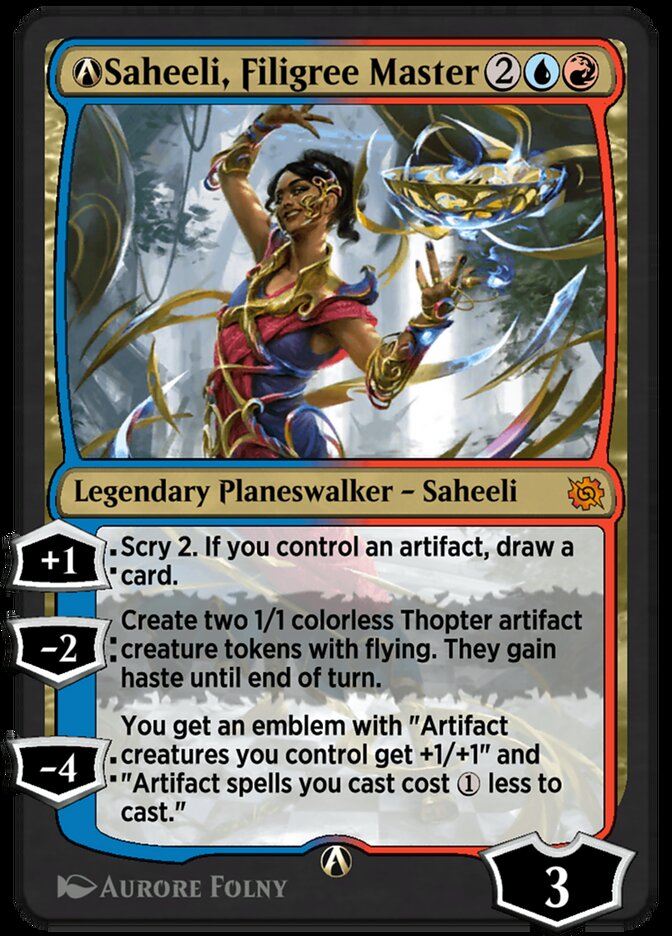 Saheeli, Filigree Master 2
Legendary Planeswalker – Saheeli
+1: Scry 2. If you control an artifact, draw a
card.
−2: Create two 1/1 colorless Thopter artifact
creature tokens with flying. They gain
haste until end of turn.
You get an emblem with "Artifact
−4: creatures you control get +1/+1" and
"Artifact spells you cast cost 1 less to
cast."
3
Aurore Folny